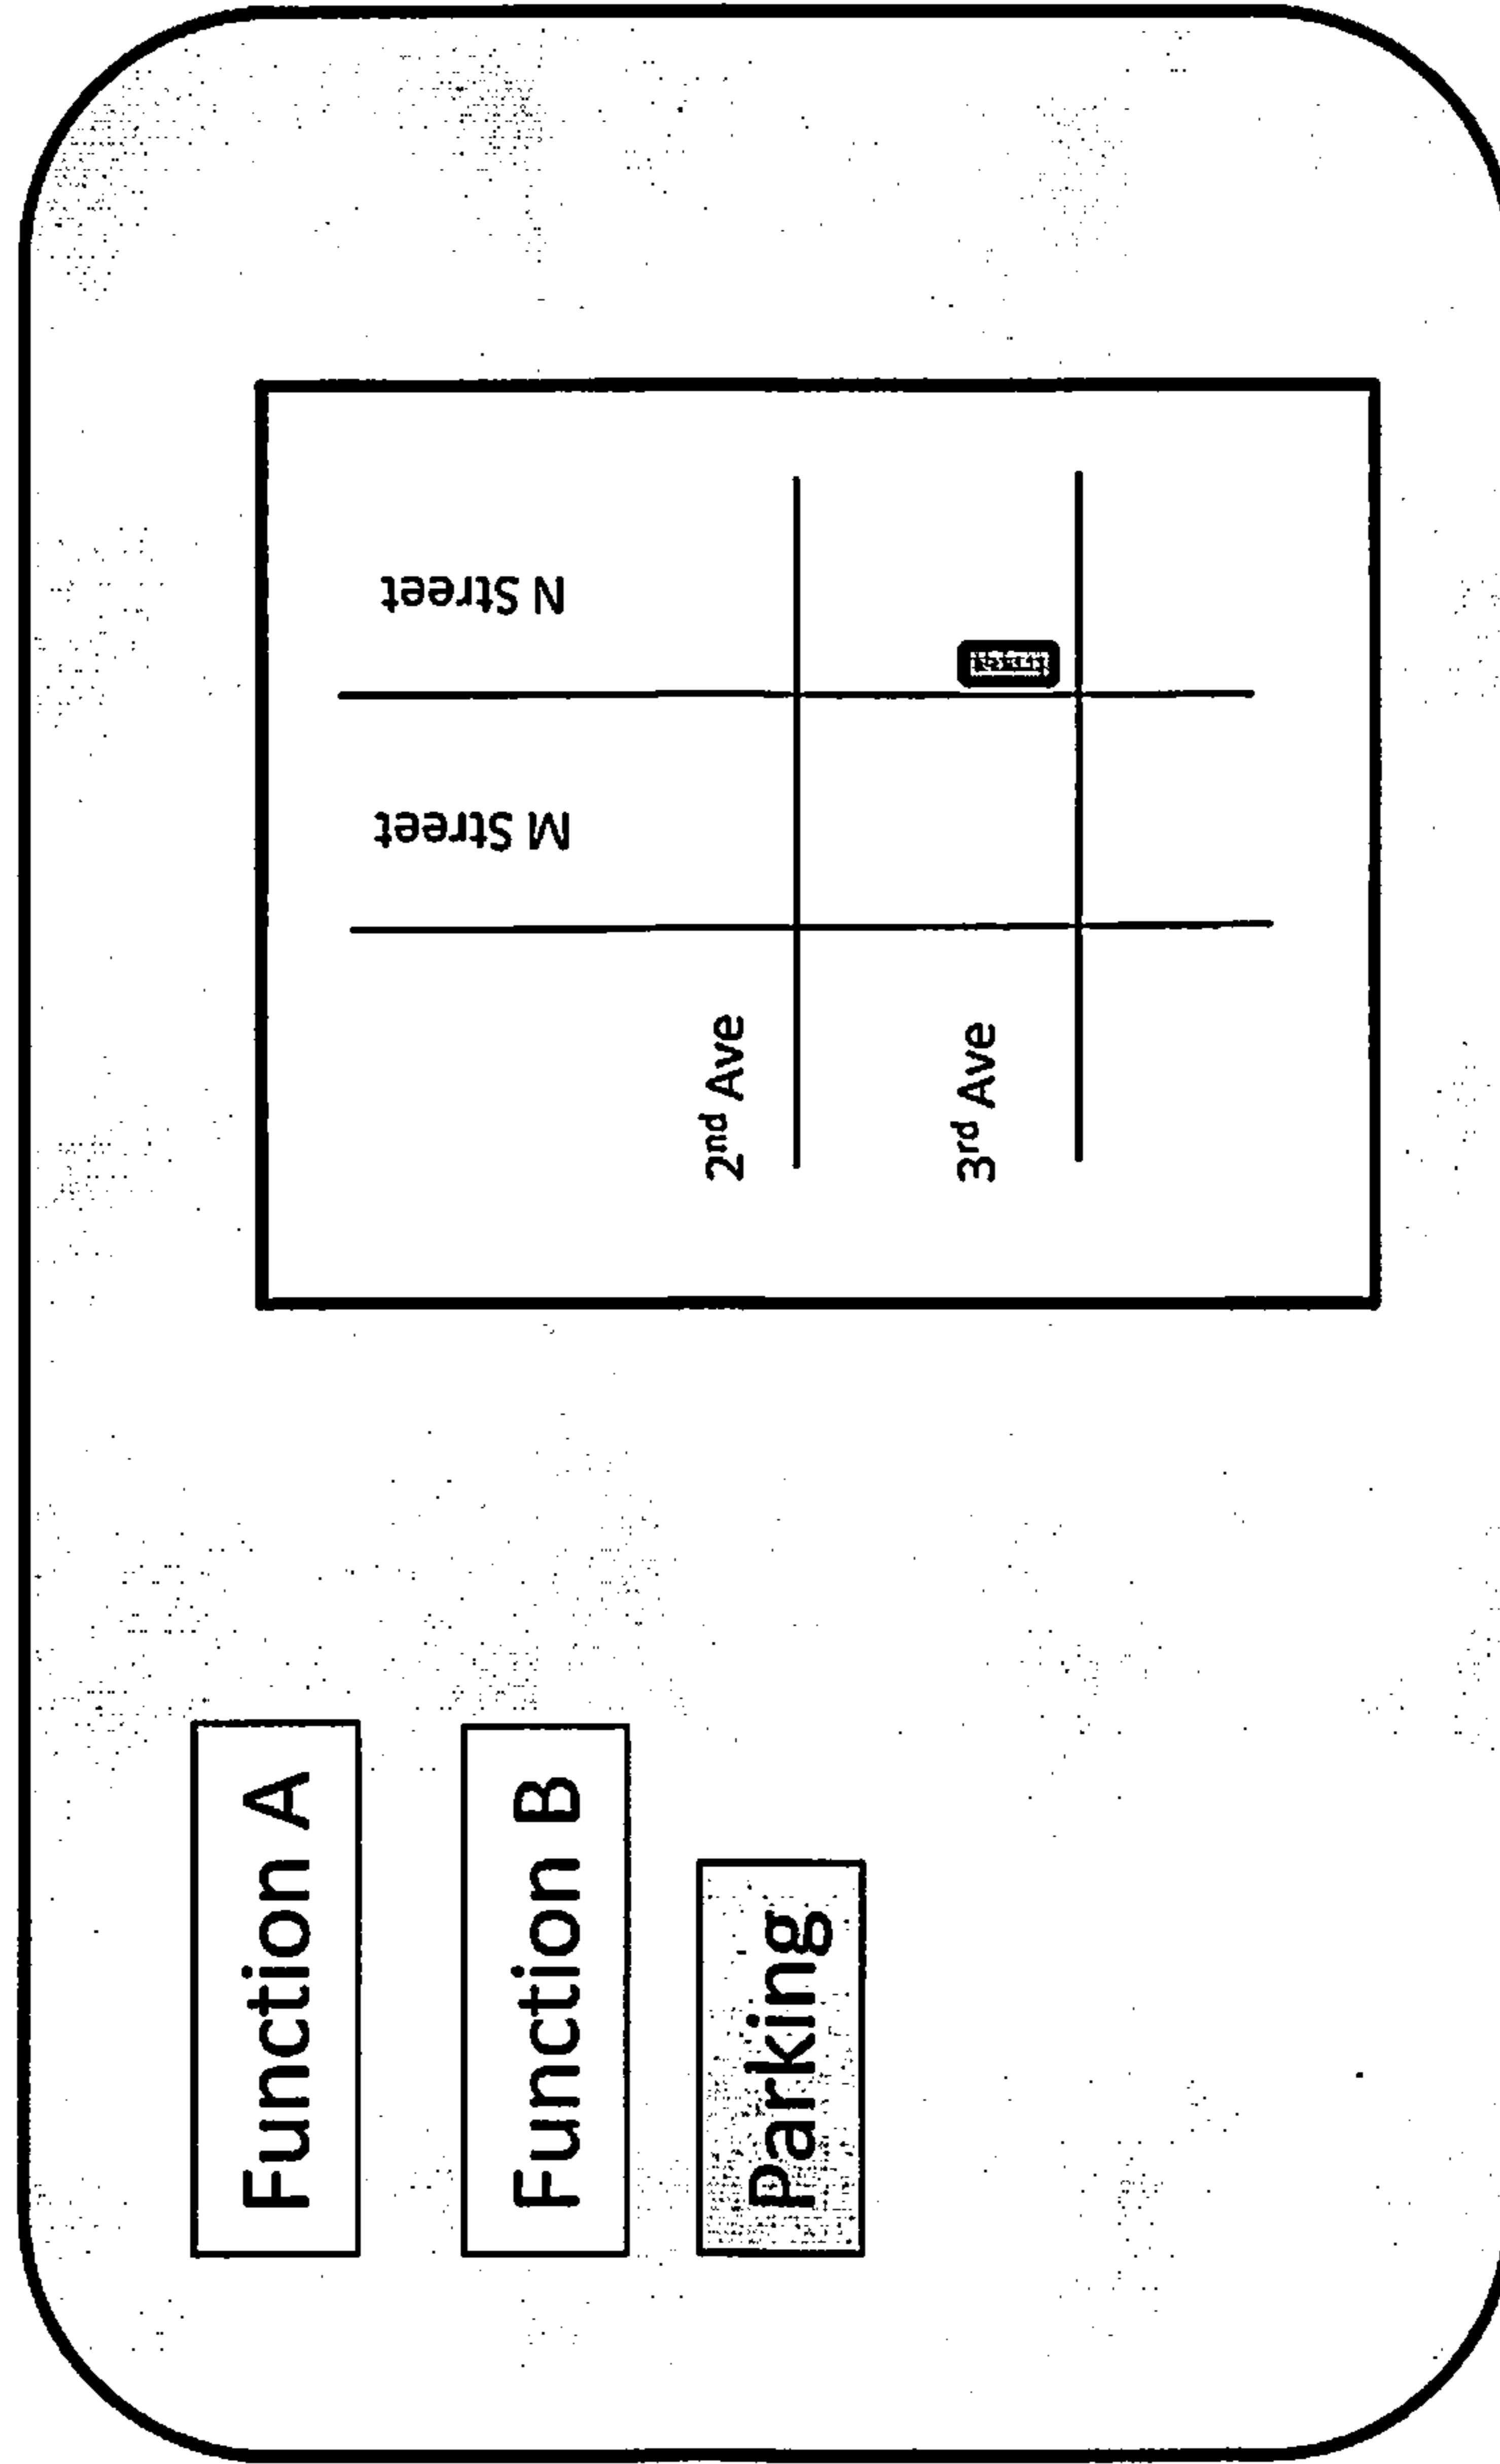 Function A
Function B
Parking
M Street
N Street
2nd Ave
3rd Ave